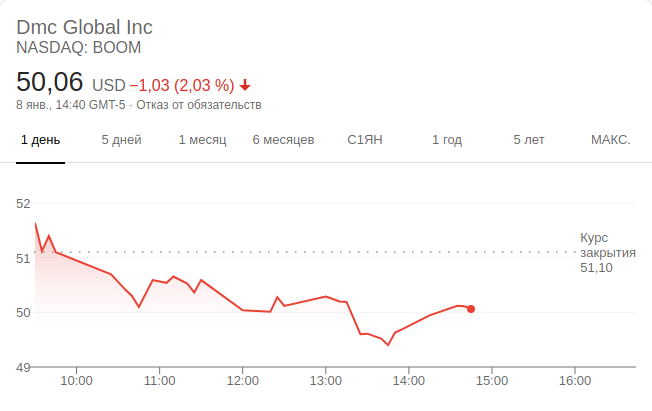 Dmc Global Inc
NASDAQ: BOOM
50,06 USD −1,03 (2,03 %)
8 янв., 14:40 GMT-5 · Отказ от обязательств
1 день 5 дней 1 месяц 6 месяцев С1ЯН 1 год 5 лет МАКС.
52
51
50
49
Курс
закрытия
51,10
10:00 11:00 12:00 13:00 14:00 15:00 16:00